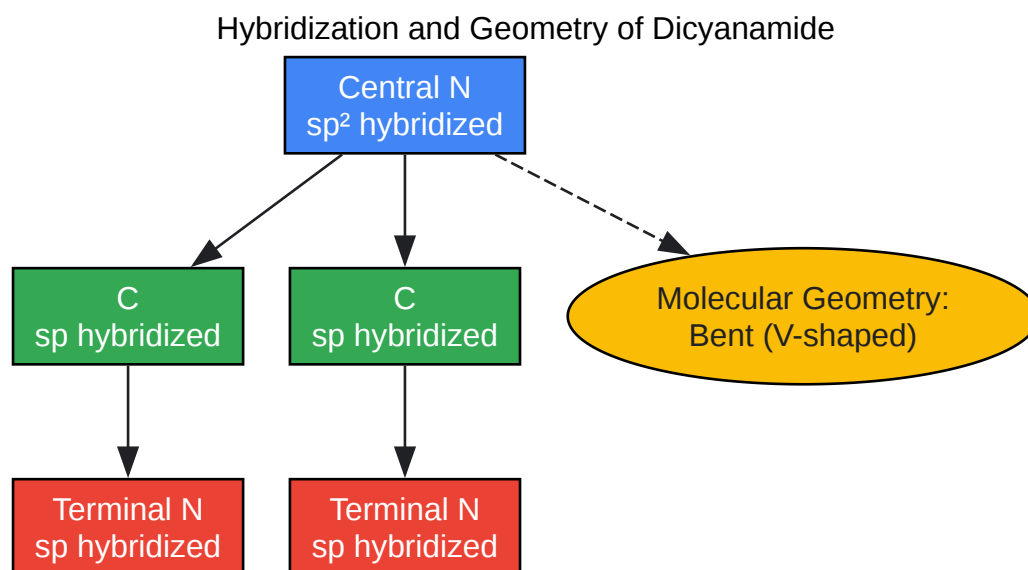 Hybridization and Geometry of Dicyanamide
Central N
sp² hybridized
C
sp hybridized
C
sp hybridized
Molecular Geometry:
Bent (V-shaped)
Terminal N
sp hybridized
Terminal N
sp hybridized